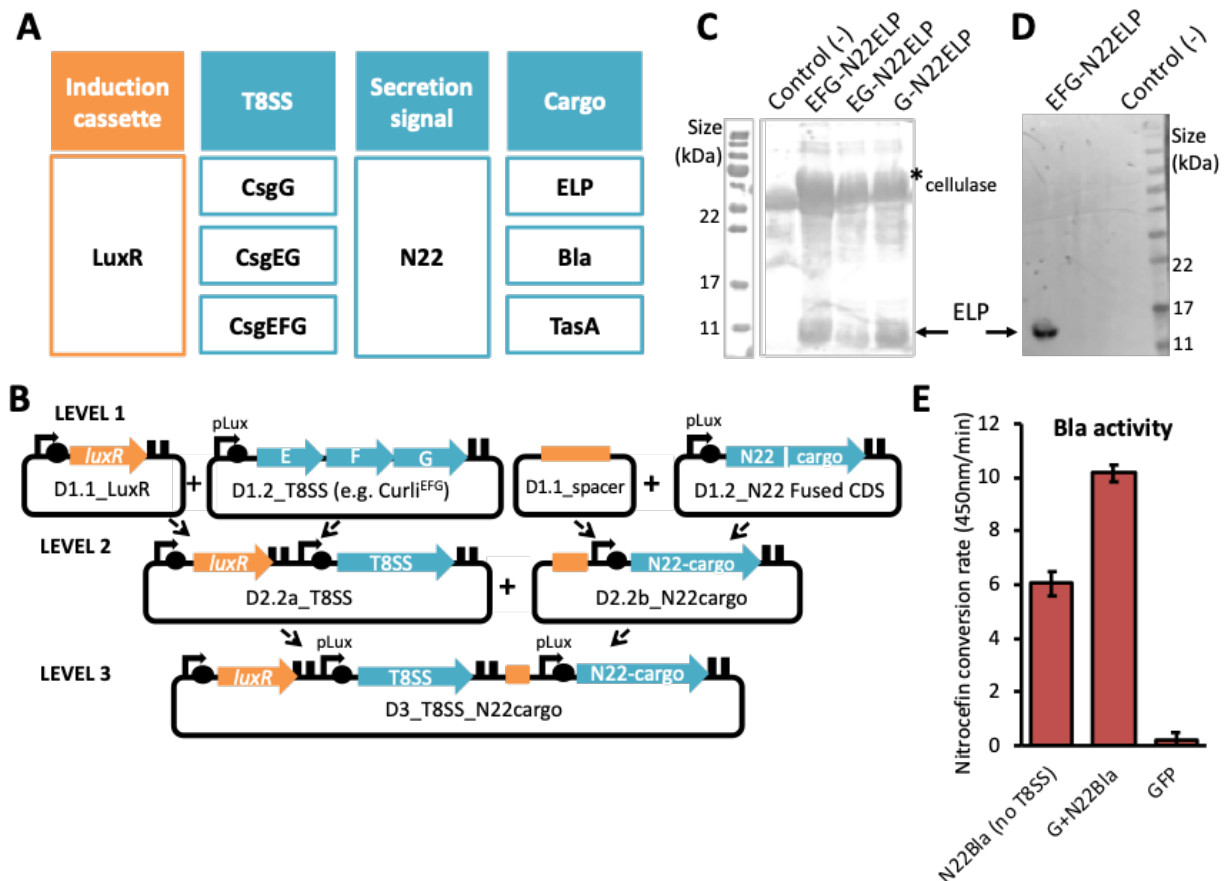 A
Induction
cassette
T8SS
Secretion
signal
Cargo
LuxR
CsgG
CsgEG
CsgEFG
N22
ELP
Bla
TasA
B
LEVEL 1
luxR
D1.1_LuxR
+
pLux
E F G
D1.2_T8SS (e.g. Curli^EFG)
D1.1_spacer
+
pLux
N22 cargo
D1.2_N22 Fused CDS
LEVEL 2
luxR
T8SS
D2.2a_T8SS
+
N22-cargo
D2.2b_N22cargo
LEVEL 3
luxR
pLux
T8SS
pLux
N22-cargo
D3_T8SS_N22cargo
C
Control (-)
EFG-N22ELP
EG-N22ELP
G-N22ELP
Size
(kDa)
22
17
11
* cellulase
ELP
D
EFG-N22ELP
Control (-)
Size
(kDa)
22
17
11
E
Bla activity
Nitrocefin conversion rate (450nm/min)
12
10
8
6
4
2
0
N22Bla (no T8SS)
G+N22Bla
GFP